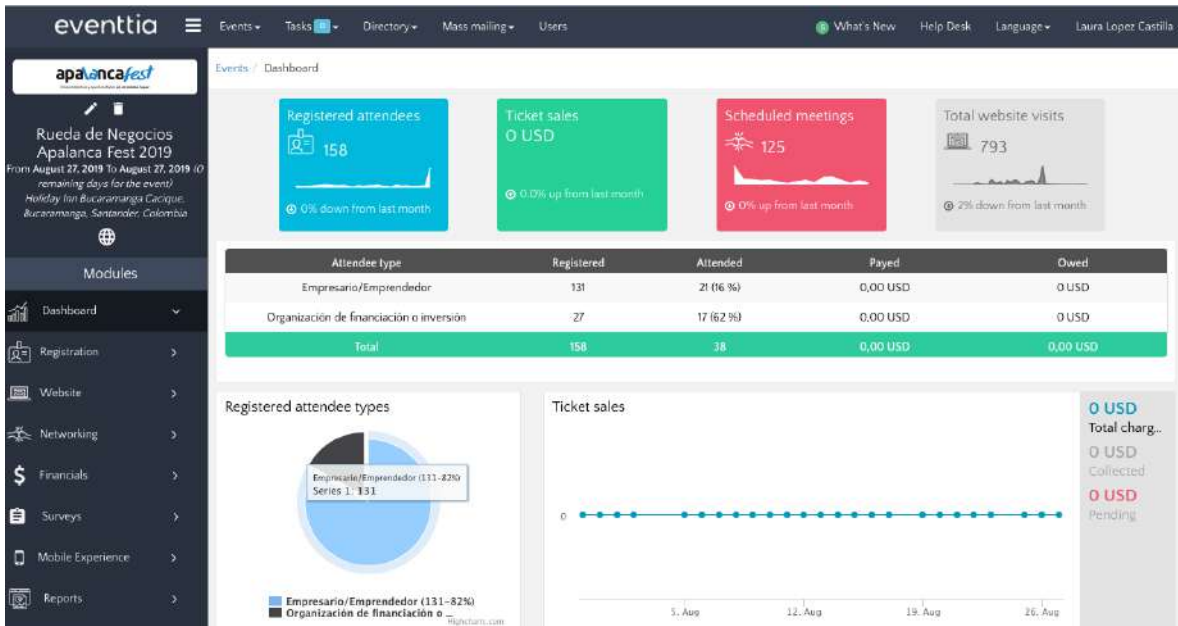 eventtia
Events Tasks 0 Directory Mass mailing Users What's New Help Desk Language Laura Lopez Castilla
apalancafest
Rueda de Negocios
Apalanca Fest 2019
From August 27, 2019 To August 27, 2019 (0
remaining days for the event)
Holiday Inn Bucaramanga Cacique,
Bucaramanga, Santander, Colombia
Modules
Dashboard
Registration
Website
Networking
Financials
Surveys
Mobile Experience
Reports
Events / Dashboard
Registered attendees
158
0% down from last month
Ticket sales
0 USD
0.0% up from last month
Scheduled meetings
125
0% up from last month
Total website visits
793
2% down from last month
Attendee type Registered Attended Payed Owed
Empresario/Emprendedor 131 21 (16 %) 0,00 USD 0 USD
Organización de financiación o inversión 27 17 (62 %) 0,00 USD 0 USD
Total 158 38 0,00 USD 0,00 USD
Registered attendee types
Empresario/Emprendedor (131-82%)
Series 1: 131
Empresario/Emprendedor (131-82%)
Organización de financiación o ...
Highcharts.com
Ticket sales
0
5. Aug 12. Aug 19. Aug 26. Aug
0 USD
Total charg...
0 USD
Collected
0 USD
Pending